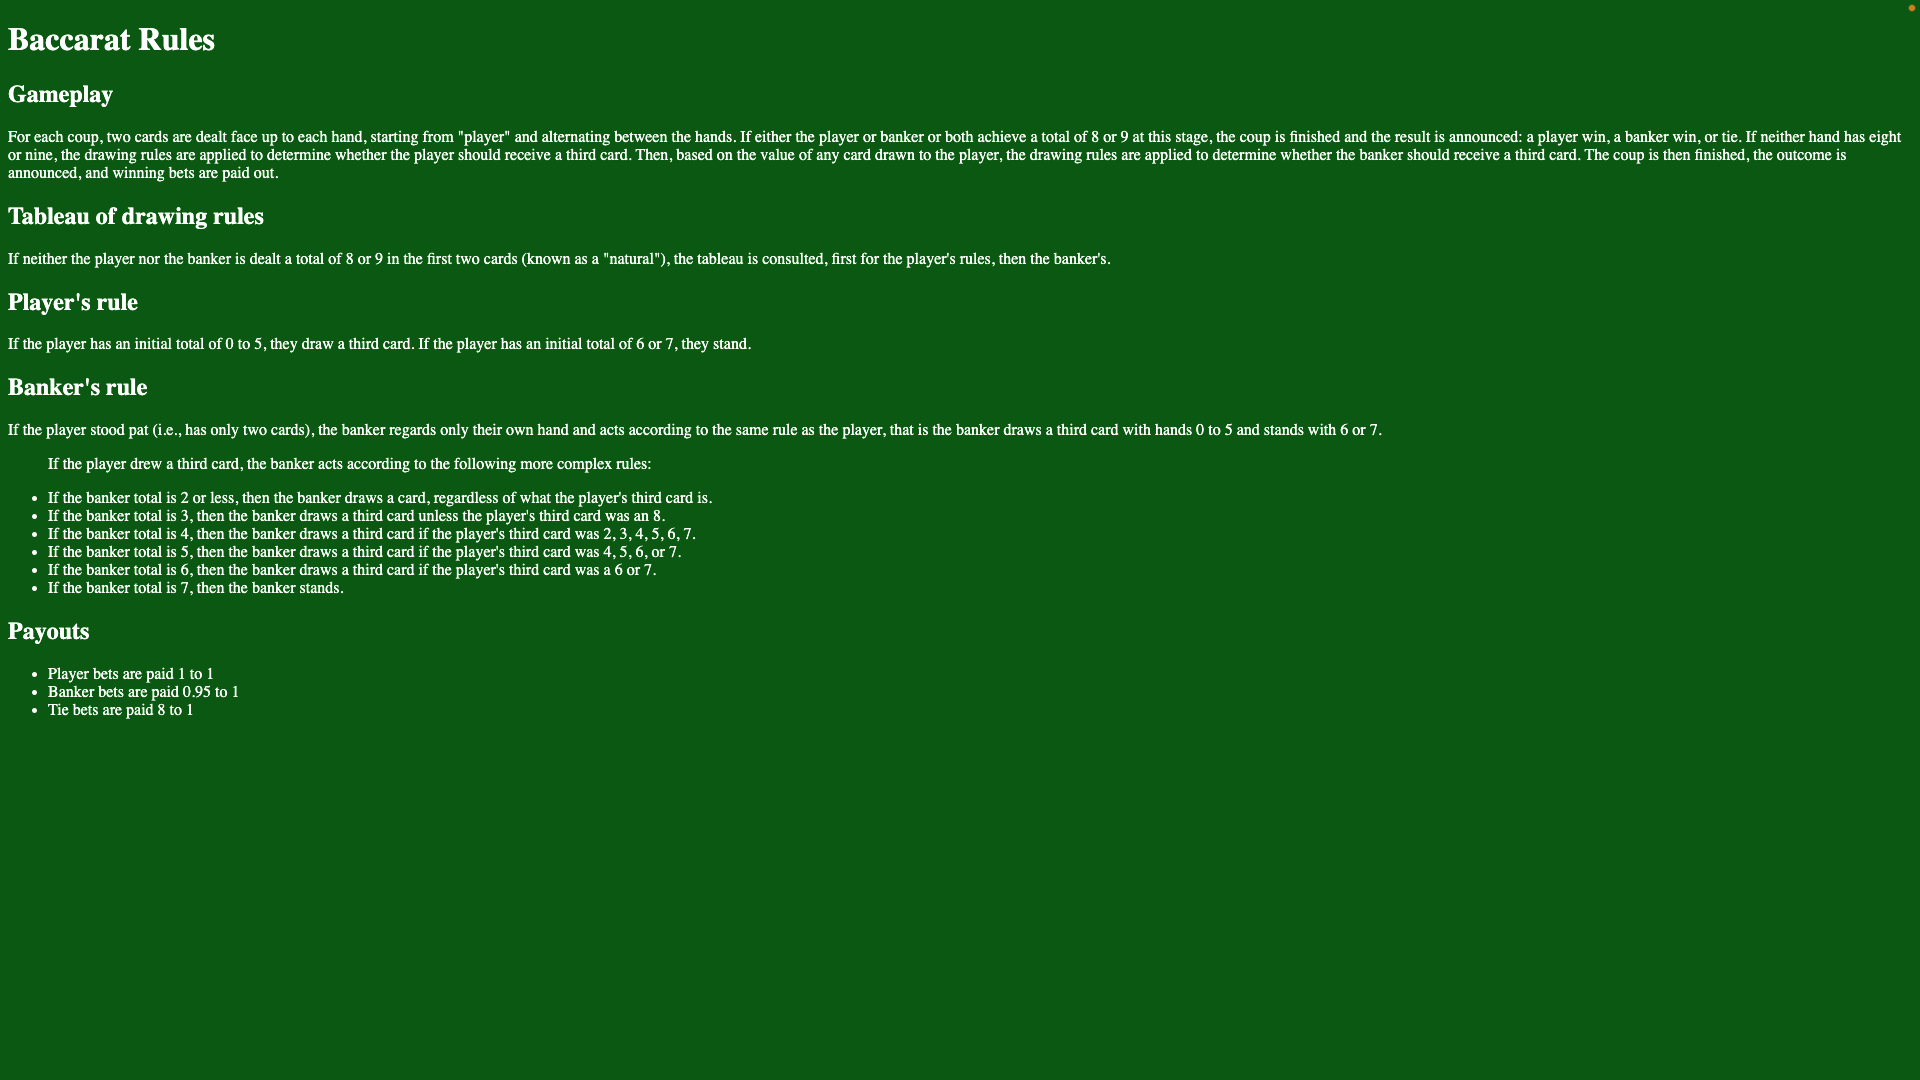 Baccarat Rules
Gameplay
For each coup, two cards are dealt face up to each hand, starting from "player" and alternating between the hands. If either the player or banker or both achieve a total of 8 or 9 at this stage, the coup is finished and the result is announced: a player win, a banker win, or tie. If neither hand has eight
or nine, the drawing rules are applied to determine whether the player should receive a third card. Then, based on the value of any card drawn to the player, the drawing rules are applied to determine whether the banker should receive a third card. The coup is then finished, the outcome is
announced, and winning bets are paid out.
Tableau of drawing rules
If neither the player nor the banker is dealt a total of 8 or 9 in the first two cards (known as a "natural"), the tableau is consulted, first for the player's rules, then the banker's.
Player's rule
If the player has an initial total of 0 to 5, they draw a third card. If the player has an initial total of 6 or 7, they stand.
Banker's rule
If the player stood pat (i.e., has only two cards), the banker regards only their own hand and acts according to the same rule as the player, that is the banker draws a third card with hands 0 to 5 and stands with 6 or 7.
If the player drew a third card, the banker acts according to the following more complex rules:
• If the banker total is 2 or less, then the banker draws a card, regardless of what the player's third card is.
• If the banker total is 3, then the banker draws a third card unless the player's third card was an 8.
• If the banker total is 4, then the banker draws a third card if the player's third card was 2, 3, 4, 5, 6, 7.
• If the banker total is 5, then the banker draws a third card if the player's third card was 4, 5, 6, or 7.
• If the banker total is 6, then the banker draws a third card if the player's third card was a 6 or 7.
• If the banker total is 7, then the banker stands.
Payouts
• Player bets are paid 1 to 1
• Banker bets are paid 0.95 to 1
• Tie bets are paid 8 to 1